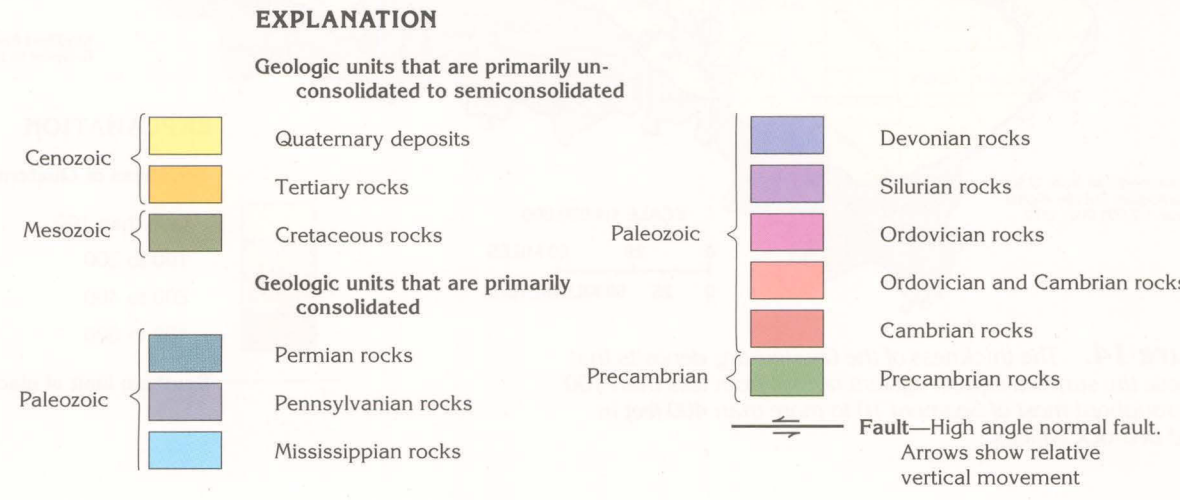 EXPLANATION
Geologic units that are primarily un-
consolidated to semiconsolidated
Cenozoic
Quaternary deposits
Tertiary rocks
Mesozoic
Cretaceous rocks
Geologic units that are primarily
consolidated
Paleozoic
Permian rocks
Pennsylvanian rocks
Mississippian rocks
Paleozoic
Devonian rocks
Silurian rocks
Ordovician rocks
Ordovician and Cambrian rocks
Cambrian rocks
Precambrian
Precambrian rocks
Fault—High angle normal fault.
Arrows show relative
vertical movement